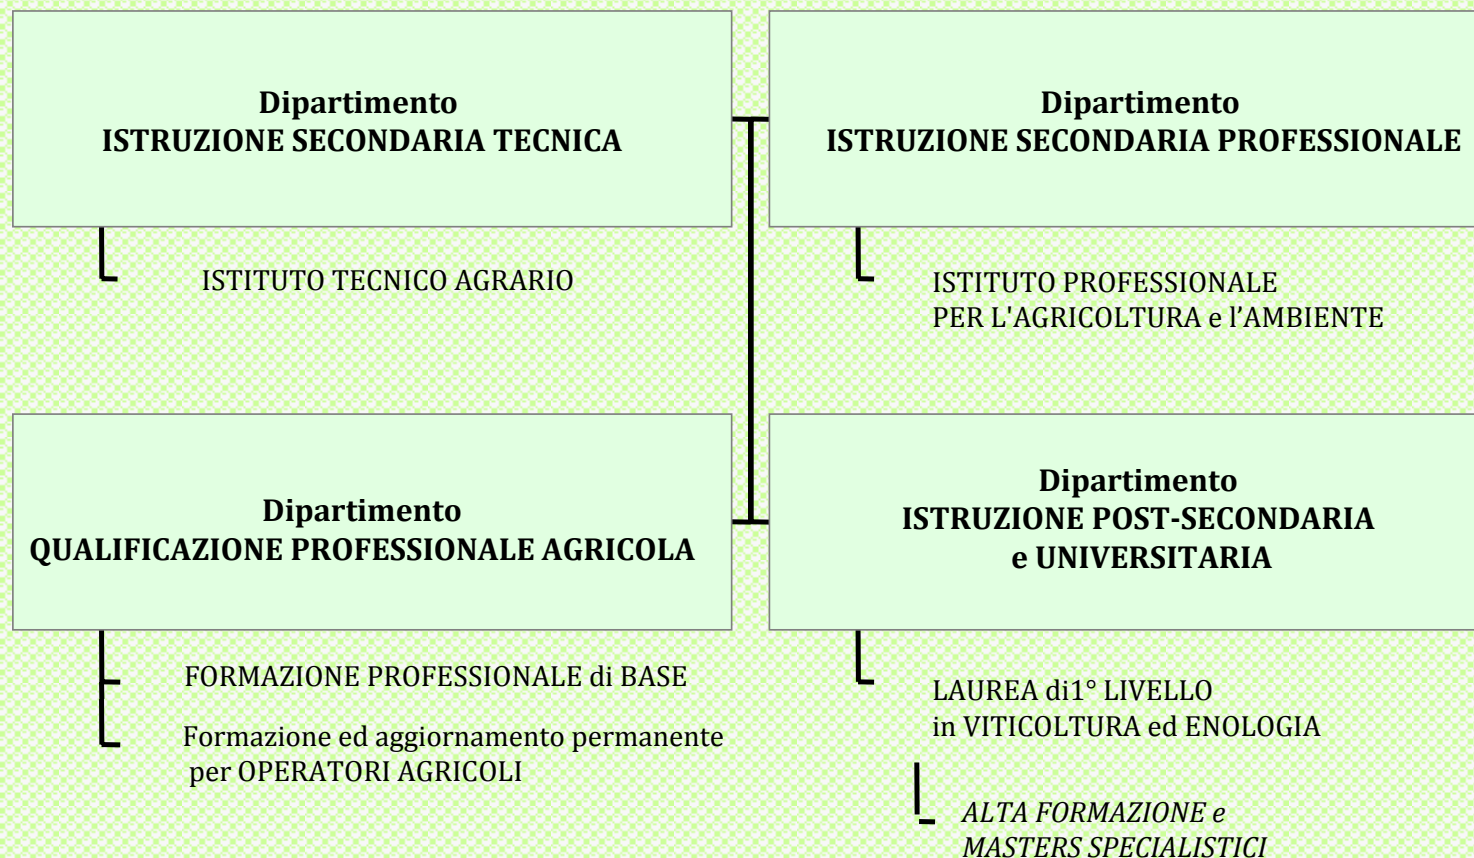 Dipartimento
ISTRUZIONE SECONDARIA TECNICA
ISTITUTO TECNICO AGRARIO
Dipartimento
ISTRUZIONE SECONDARIA PROFESSIONALE
ISTITUTO PROFESSIONALE
PER L'AGRICOLTURA e l’AMBIENTE
Dipartimento
QUALIFICAZIONE PROFESSIONALE AGRICOLA
FORMAZIONE PROFESSIONALE di BASE
Formazione ed aggiornamento permanente
per OPERATORI AGRICOLI
Dipartimento
ISTRUZIONE POST-SECONDARIA
e UNIVERSITARIA
LAUREA di1° LIVELLO
in VITICOLTURA ed ENOLOGIA
ALTA FORMAZIONE e
MASTERS SPECIALISTICI